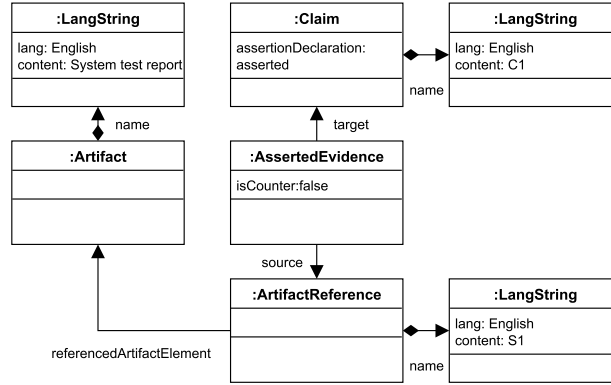 :LangString
lang: English
content: System test report
:Claim
assertionDeclaration:
asserted
:LangString
lang: English
content: C1
name
name
target
:Artifact
:AssertedEvidence
isCounter:false
source
:ArtifactReference
:LangString
lang: English
content: S1
referencedArtifactElement
name